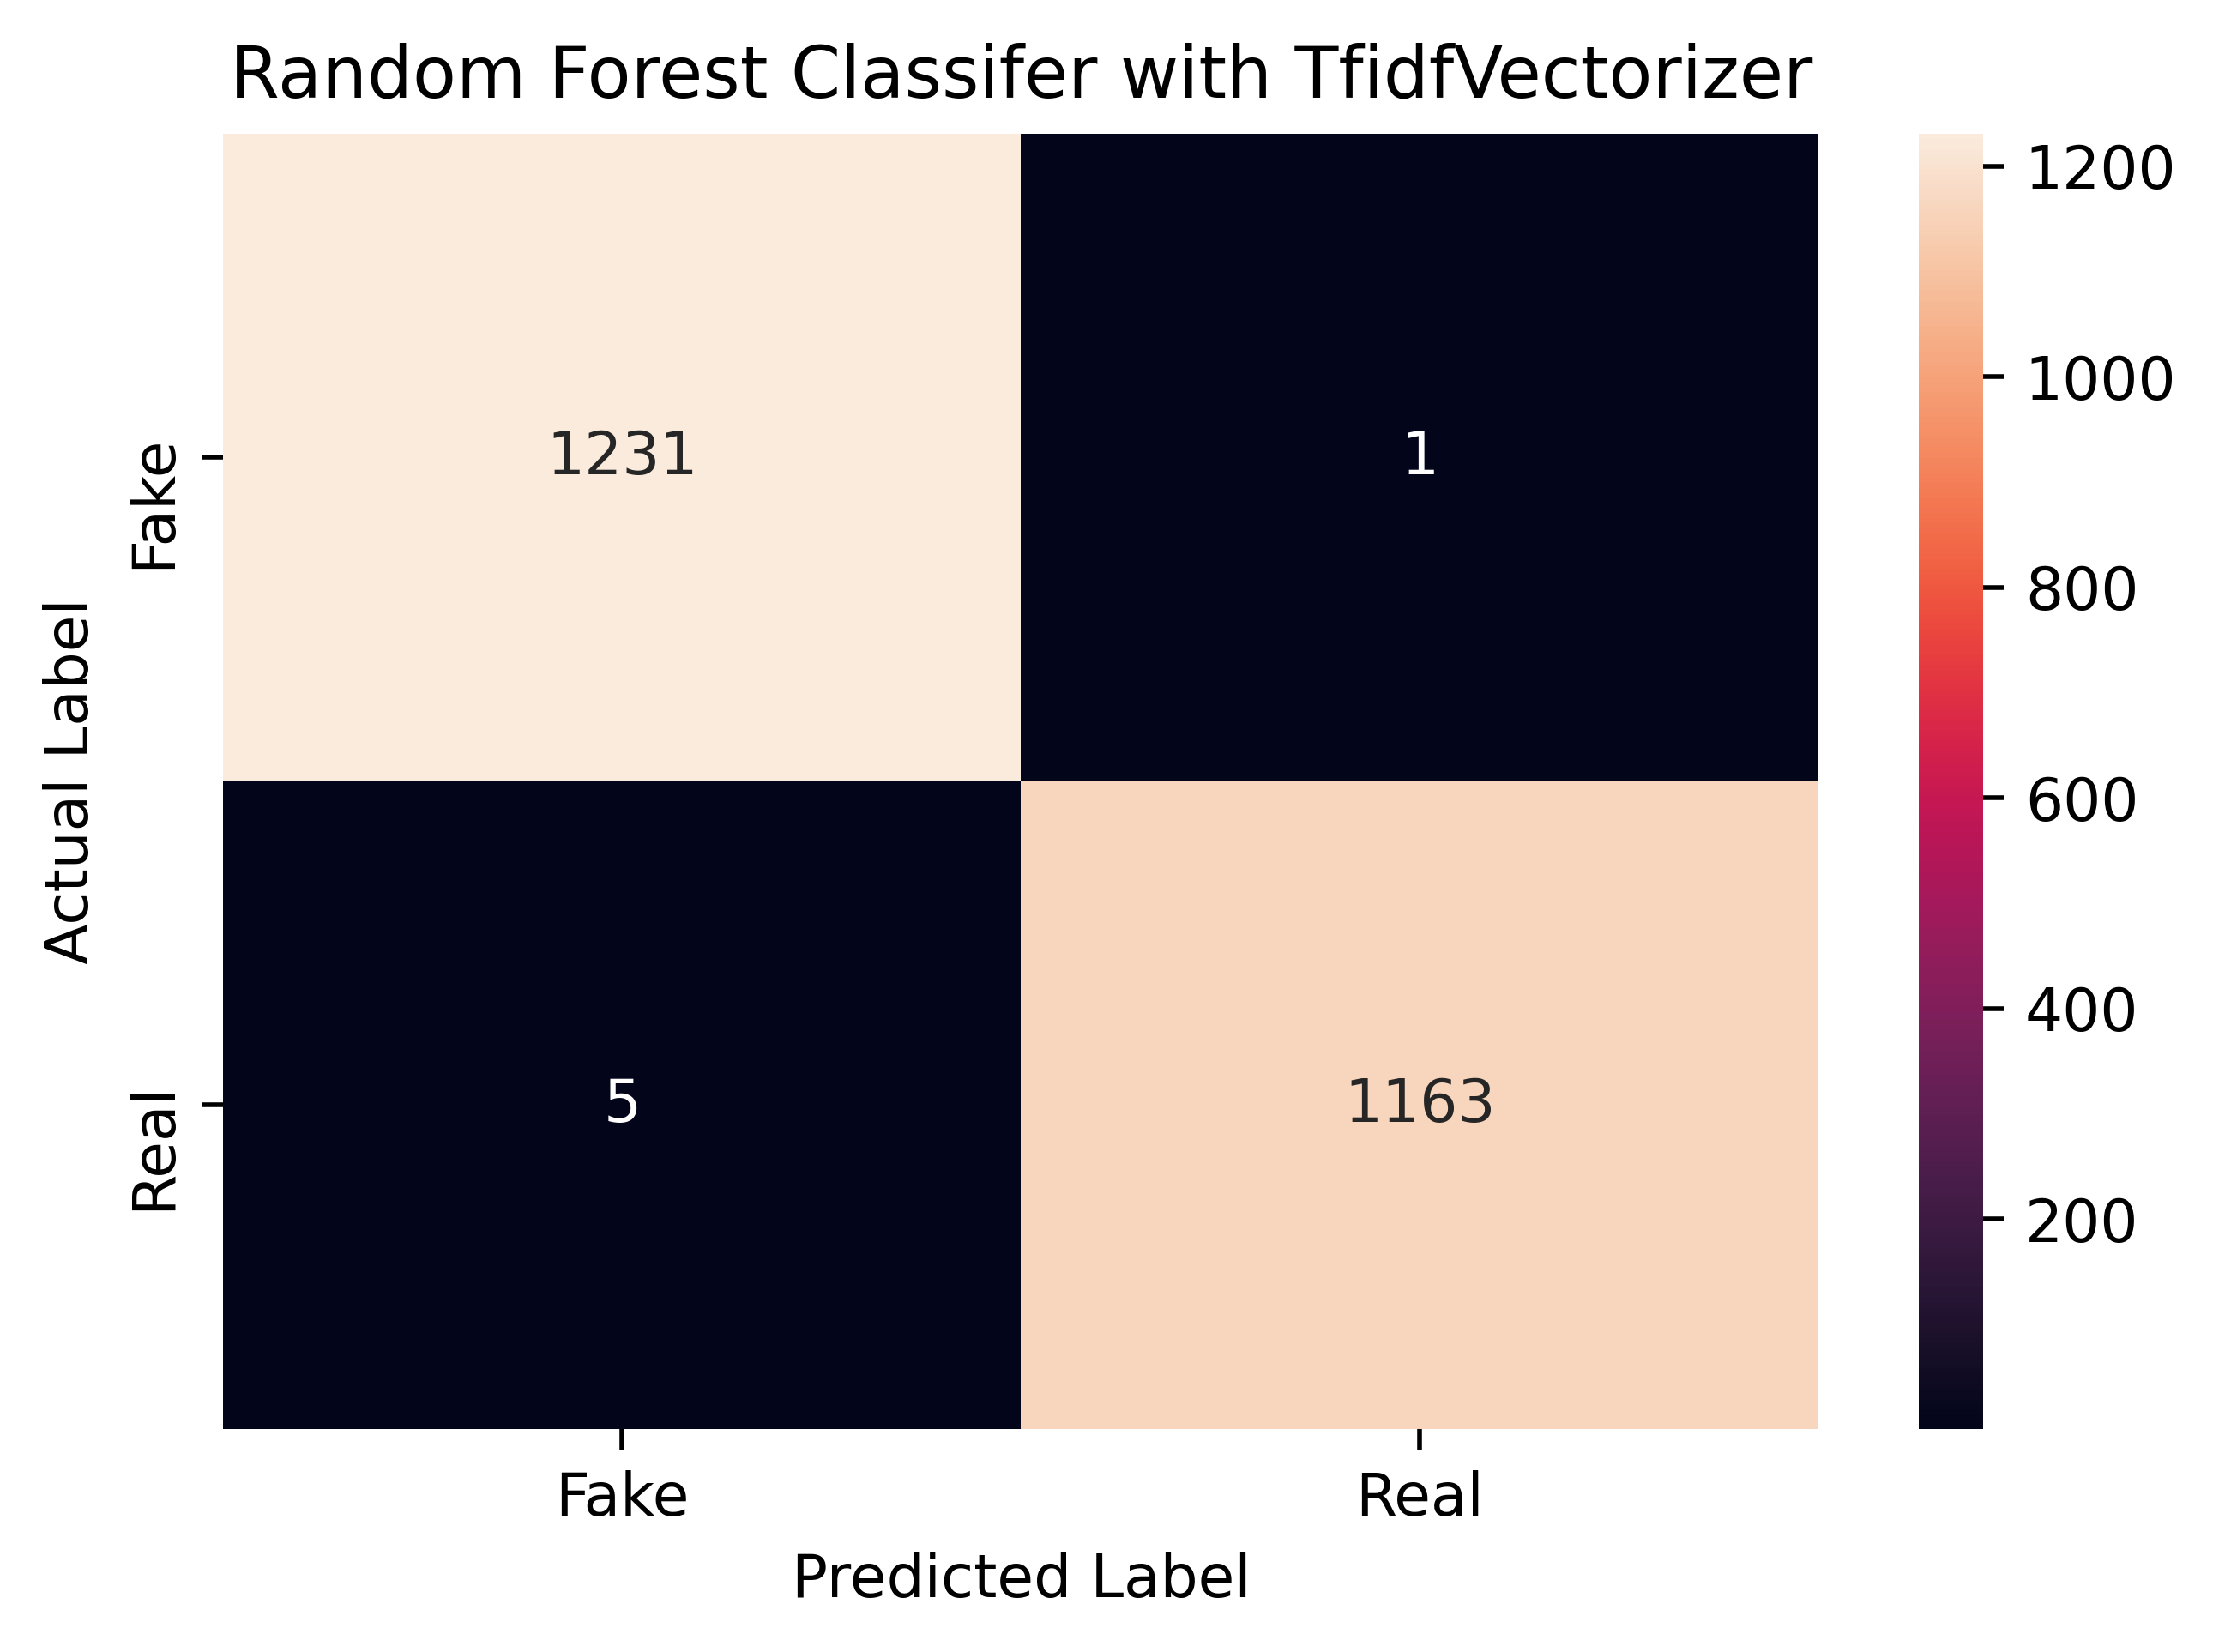 Random Forest Classifer with TfidfVectorizer
1200
1000
800
600
400
200
Actual Label
Fake
Real
1231
1
5
1163
Fake
Real
Predicted Label